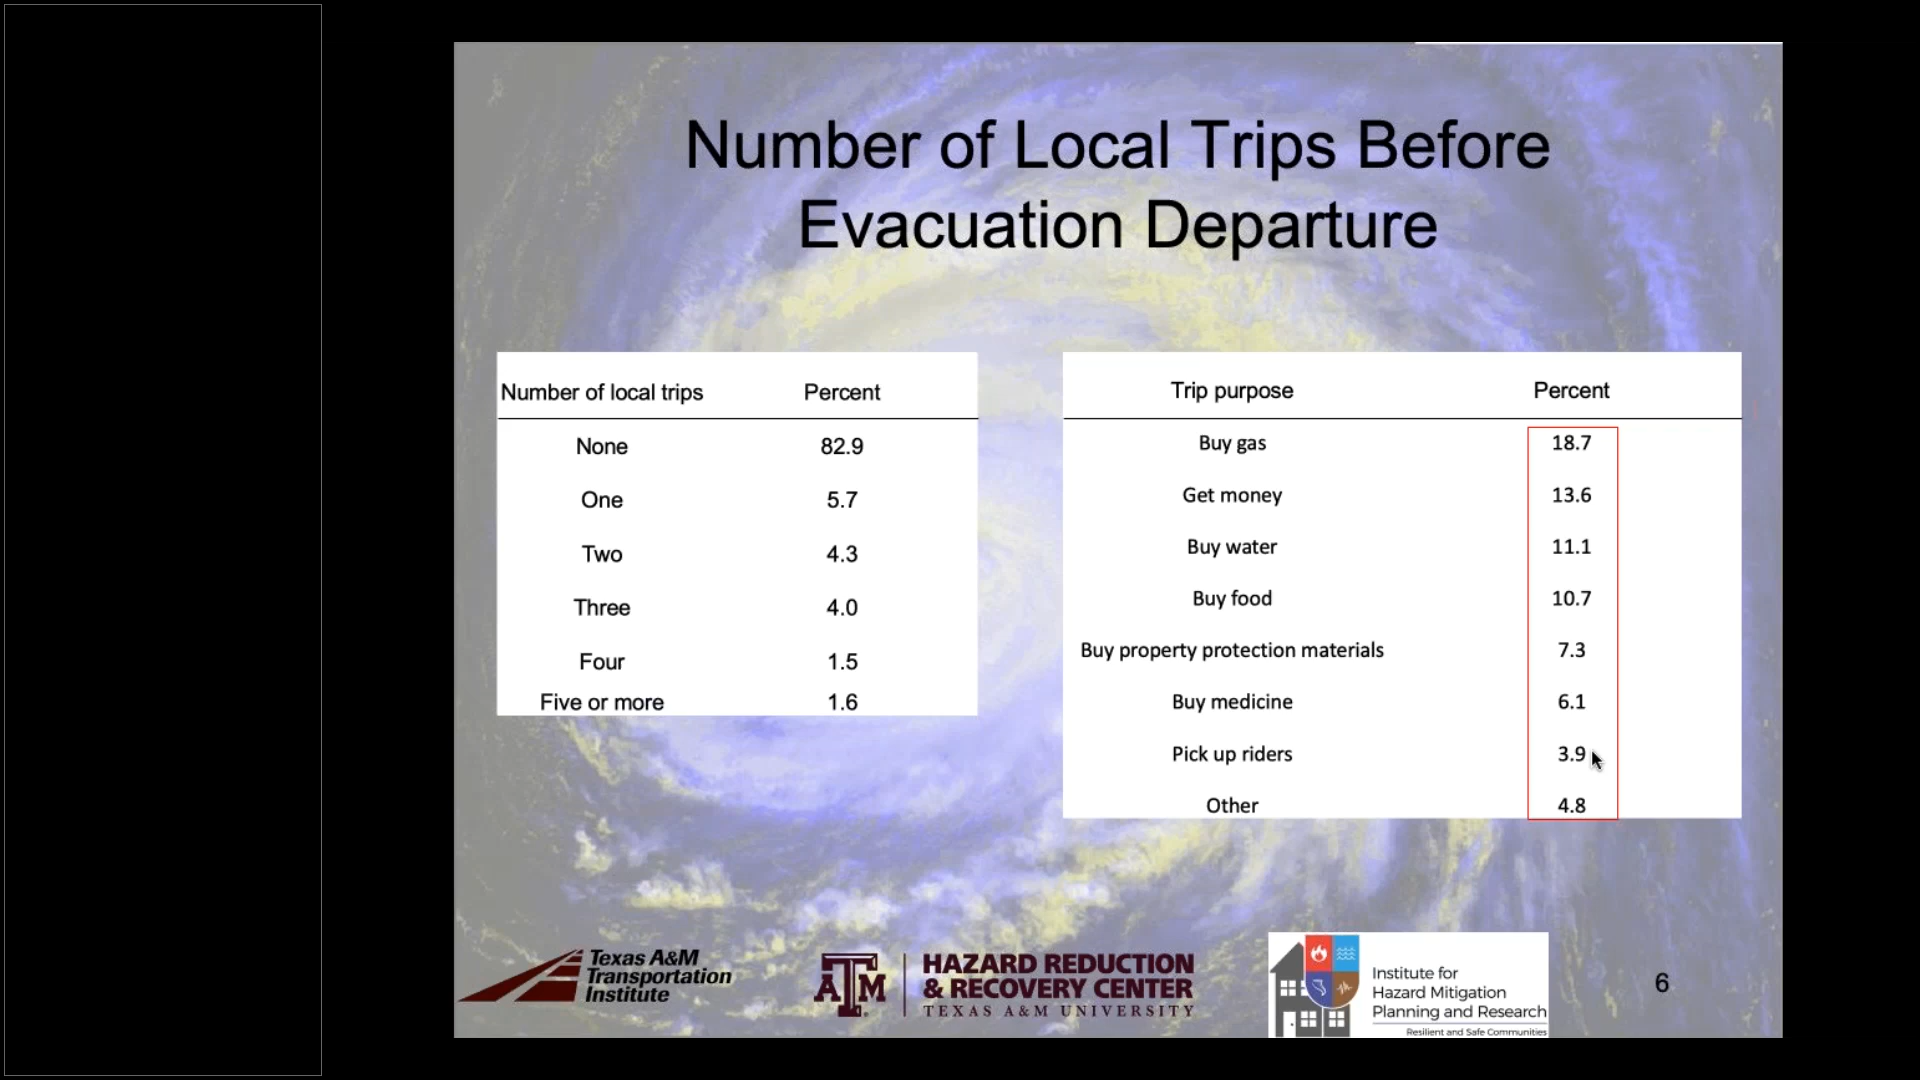 Number of Local Trips Before
Evacuation Departure
Number of local trips Percent
None 82.9
One 5.7
Two 4.3
Three 4.0
Four 1.5
Five or more 1.6
Trip purpose Percent
Buy gas 18.7
Get money 13.6
Buy water 11.1
Buy food 10.7
Buy property protection materials 7.3
Buy medicine 6.1
Pick up riders 3.9
Other 4.8
Texas A&M
Transportation
Institute
ATM
HAZARD REDUCTION
& RECOVERY CENTER
TEXAS A&M UNIVERSITY
Institute for
Hazard Mitigation
Planning and Research
Resilient and Safe Communities
6